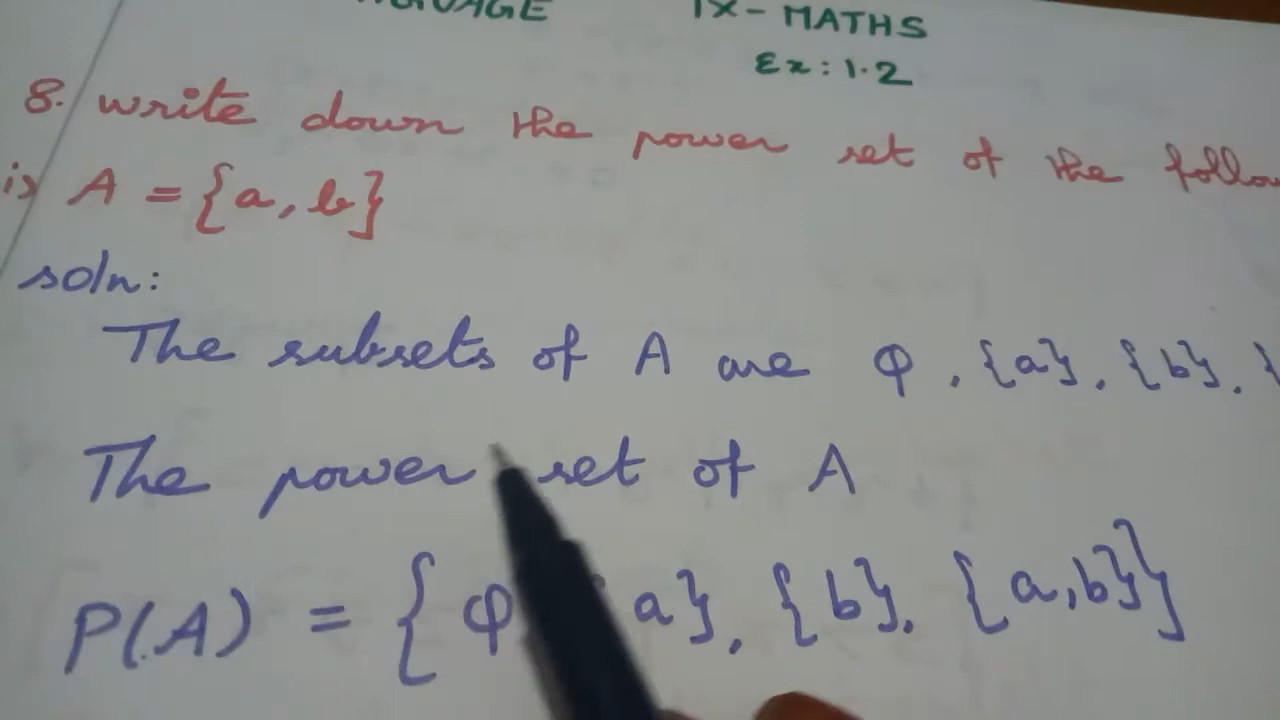 IX - MATHS
Ex: 1.2
8. write down the power set of the
i) A = {a, b}
soln:
The subsets of A are φ, {a}, {b}, {
The power set of A
P(A) = { φ a}, {b}, {a,b}}